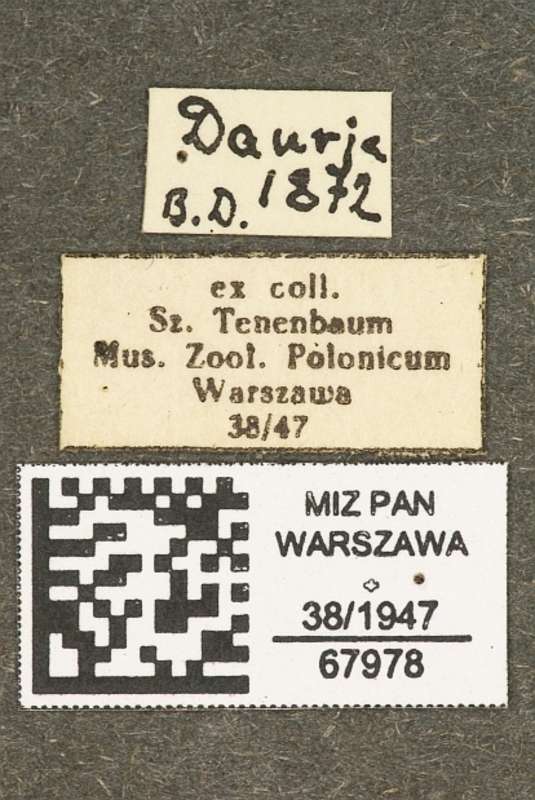 Daurja
B.D. 1872
ex coll.
Sz. Tenenbaum
Mus. Zool. Polonicum
Warszawa
38/47
MIZ PAN
WARSZAWA
38/1947
67978